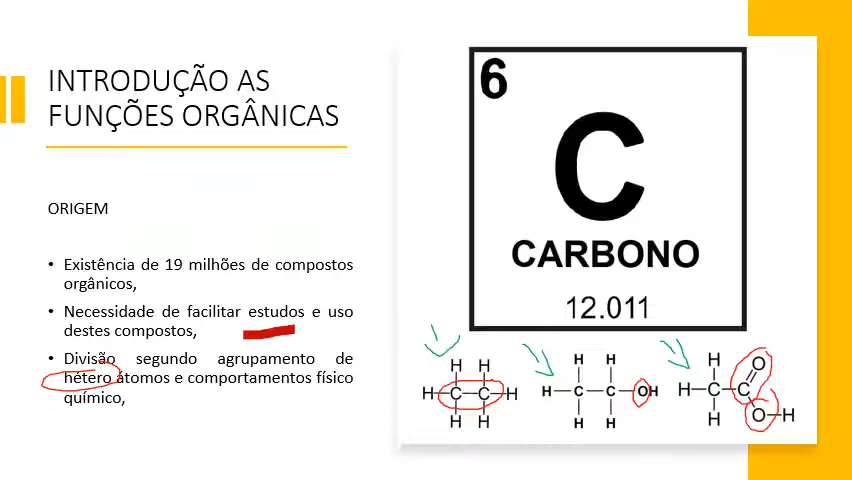 INTRODUÇÃO AS
FUNÇÕES ORGÂNICAS
ORIGEM
• Existência de 19 milhões de compostos
orgânicos,
• Necessidade de facilitar estudos e uso
destes compostos,
• Divisão segundo agrupamento de
hétero átomos e comportamentos físico
químico,
6
C
CARBONO
12.011
H H
H C C H
H H
H H
H C C OH
H H
H O
H C C
H O H